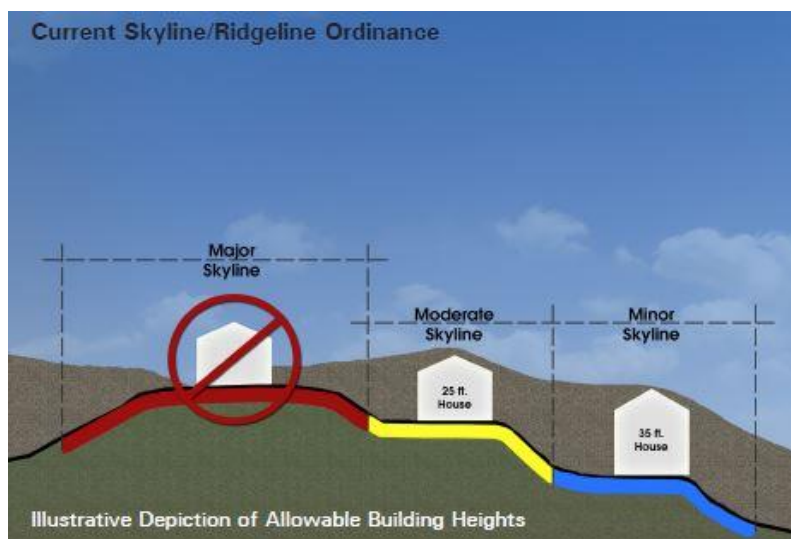 Current Skyline/Ridgeline Ordinance
Major
Skyline
Moderate
Skyline
Minor
Skyline
25 ft.
House
35 ft.
House
Illustrative Depiction of Allowable Building Heights